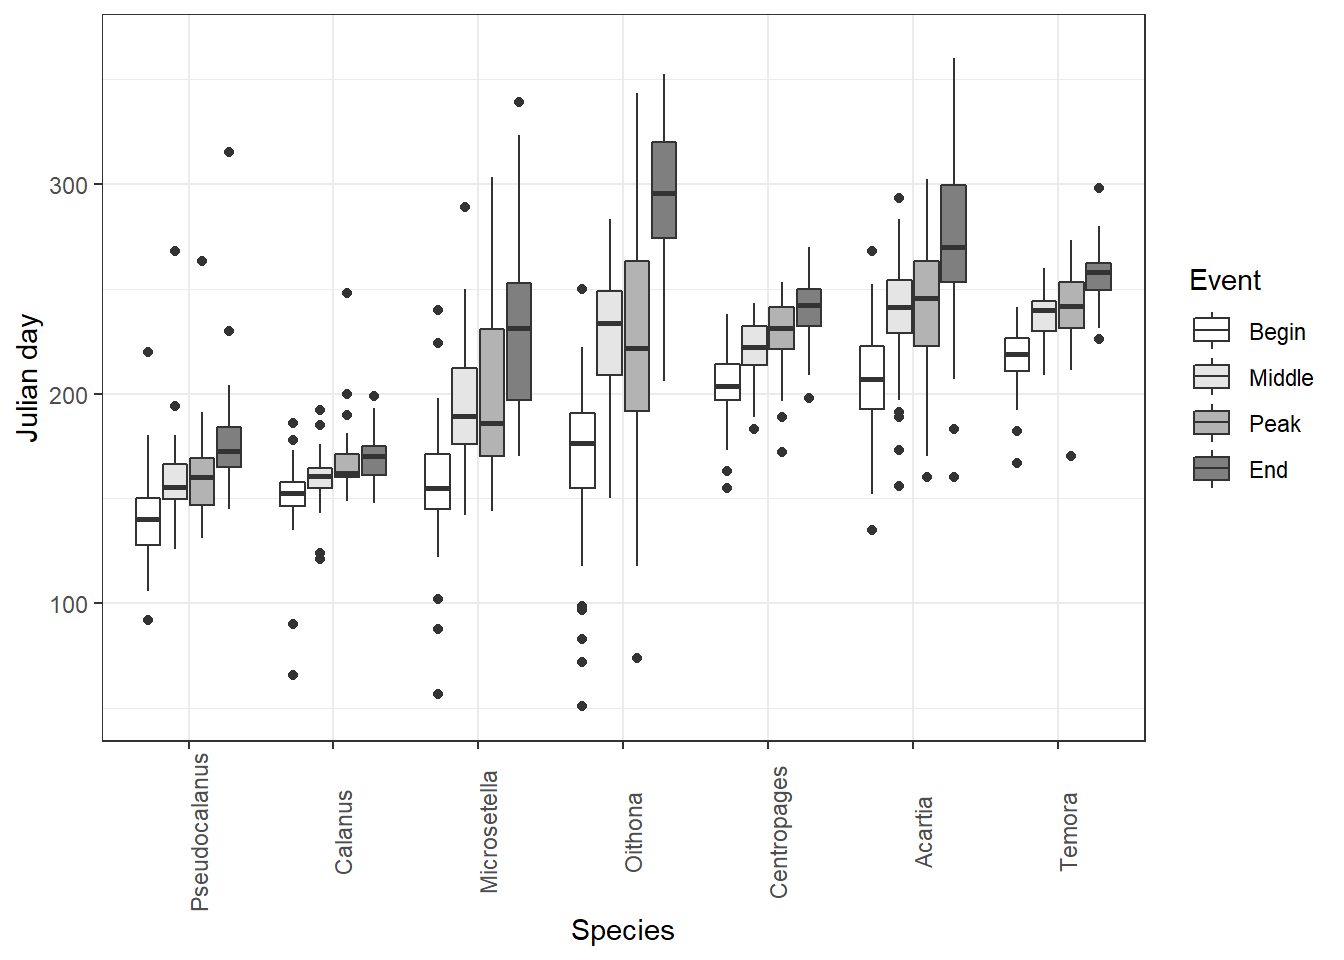 Julian day
300
200
100
Pseudocalanus
Calanus
Microsetella
Oithona
Centropages
Acartia
Temora
Species
Event
Begin
Middle
Peak
End